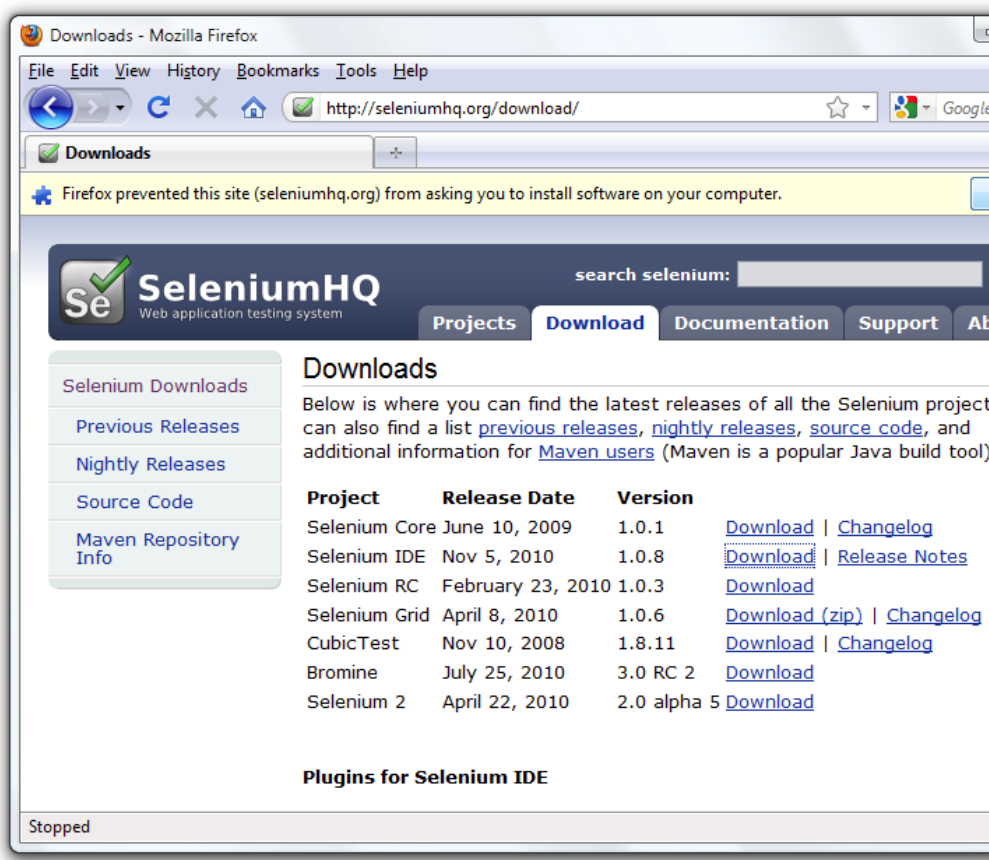 Downloads - Mozilla Firefox
File Edit View History Bookmarks Tools Help
http://seleniumhq.org/download/
Google
Downloads
Firefox prevented this site (seleniumhq.org) from asking you to install software on your computer.
Se SeleniumHQ
Web application testing system
search selenium:
Projects Download Documentation Support Ab
Selenium Downloads
Previous Releases
Nightly Releases
Source Code
Maven Repository
Info
Downloads
Below is where you can find the latest releases of all the Selenium project
can also find a list previous releases, nightly releases, source code, and
additional information for Maven users (Maven is a popular Java build tool)
Project Release Date Version
Selenium Core June 10, 2009 1.0.1 Download | Changelog
Selenium IDE Nov 5, 2010 1.0.8 Download | Release Notes
Selenium RC February 23, 2010 1.0.3 Download
Selenium Grid April 8, 2010 1.0.6 Download (zip) | Changelog
CubicTest Nov 10, 2008 1.8.11 Download | Changelog
Bromine July 25, 2010 3.0 RC 2 Download
Selenium 2 April 22, 2010 2.0 alpha 5 Download
Plugins for Selenium IDE
Stopped